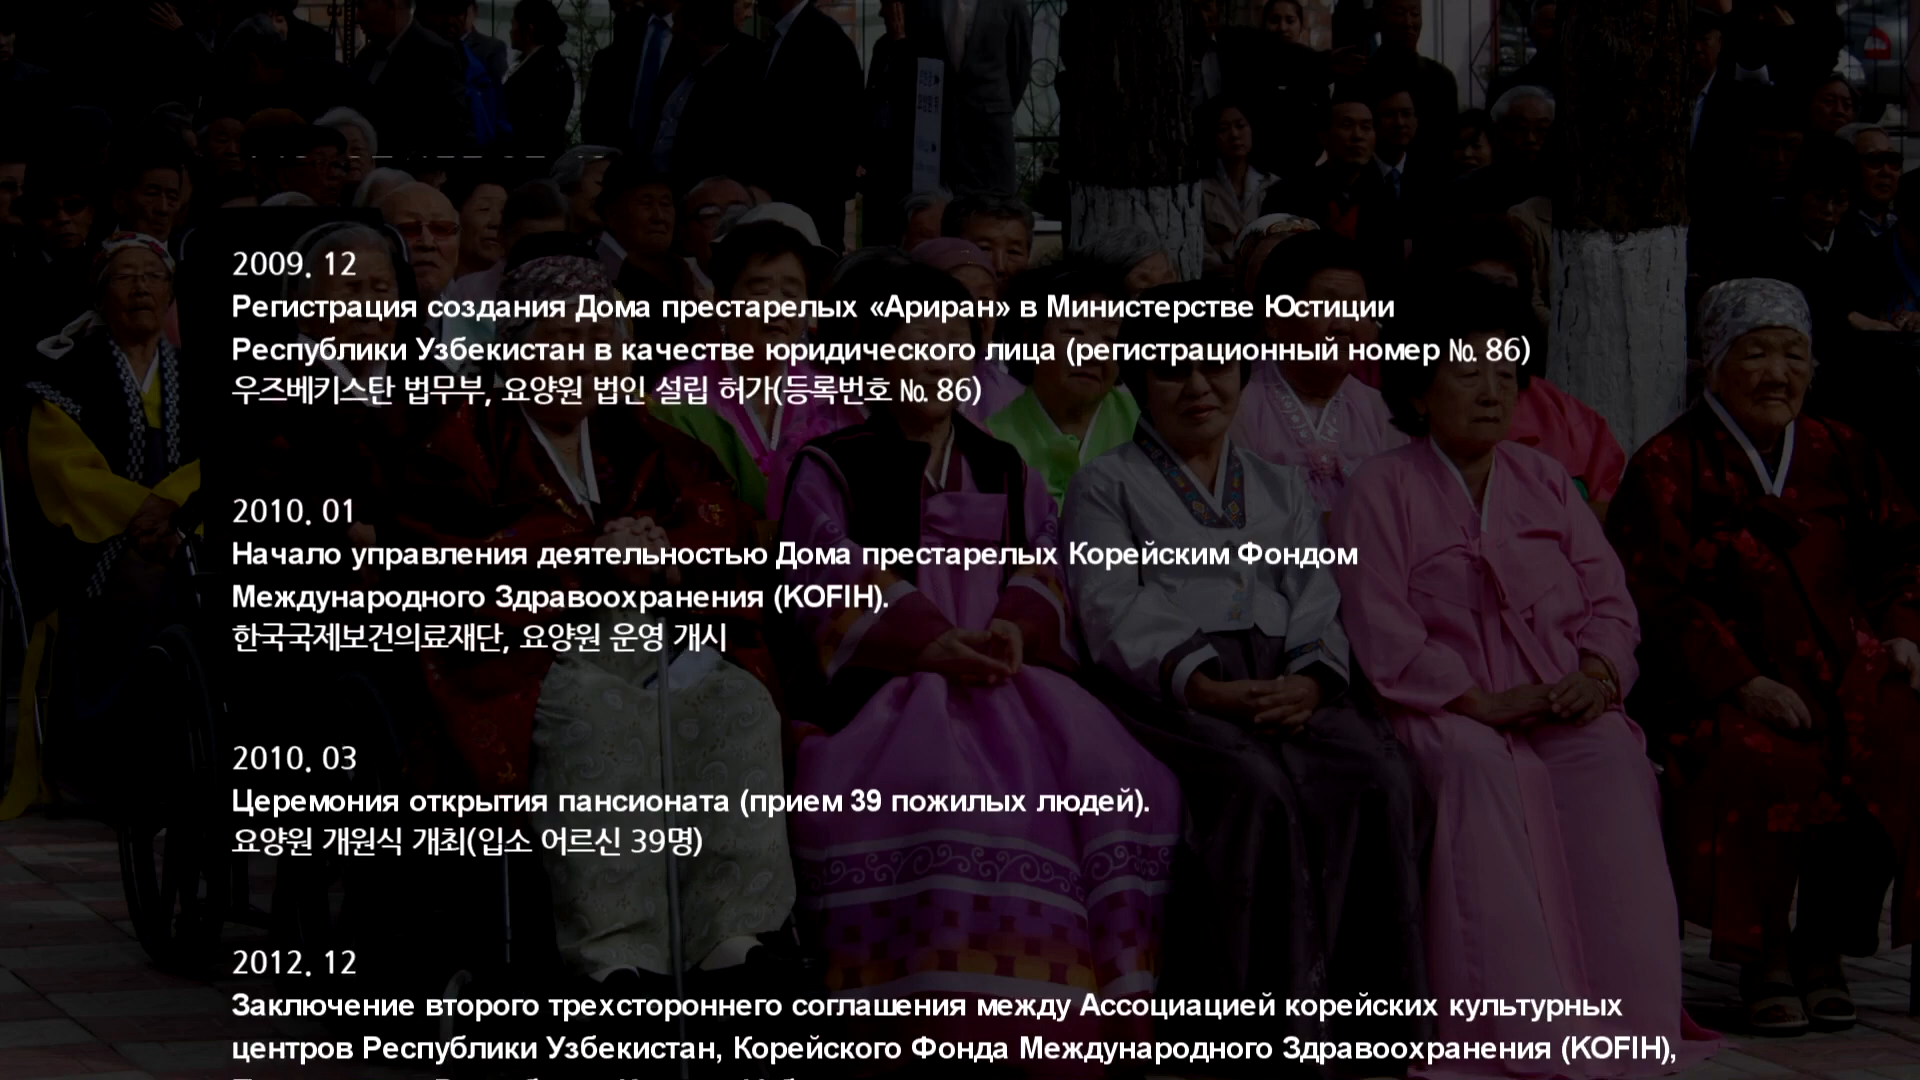 2009. 12
Регистрация создания Дома престарелых «Ариран» в Министерстве Юстиции
Республики Узбекистан в качестве юридического лица (регистрационный номер №. 86)
우즈베키스탄 법무부, 요양원 법인 설립 허가(등록번호 №. 86)
2010. 01
Начало управления деятельностью Дома престарелых Корейским Фондом
Международного Здравоохранения (KOFIH).
한국국제보건의료재단, 요양원 운영 개시
2010. 03
Церемония открытия пансионата (прием 39 пожилых людей).
요양원 개원식 개최(입소 어르신 39명)
2012. 12
Заключение второго трехстороннего соглашения между Ассоциацией корейских культурных
центров Республики Узбекистан, Корейского Фонда Международного Здравоохранения (KOFIH),